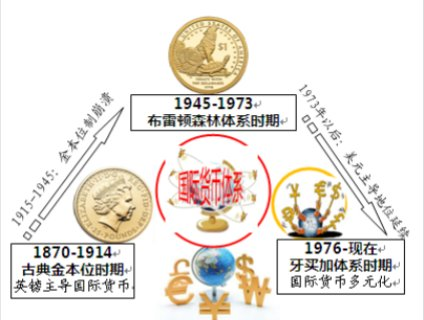 1945-1973
布雷顿森林体系时期
1915-1945：金本位制崩溃
1973年以后：美元主导地位延续
国际货币体系
1870-1914
古典金本位时期
英镑主导国际货币
1976-现在
牙买加体系时期
国际货币多元化
$1